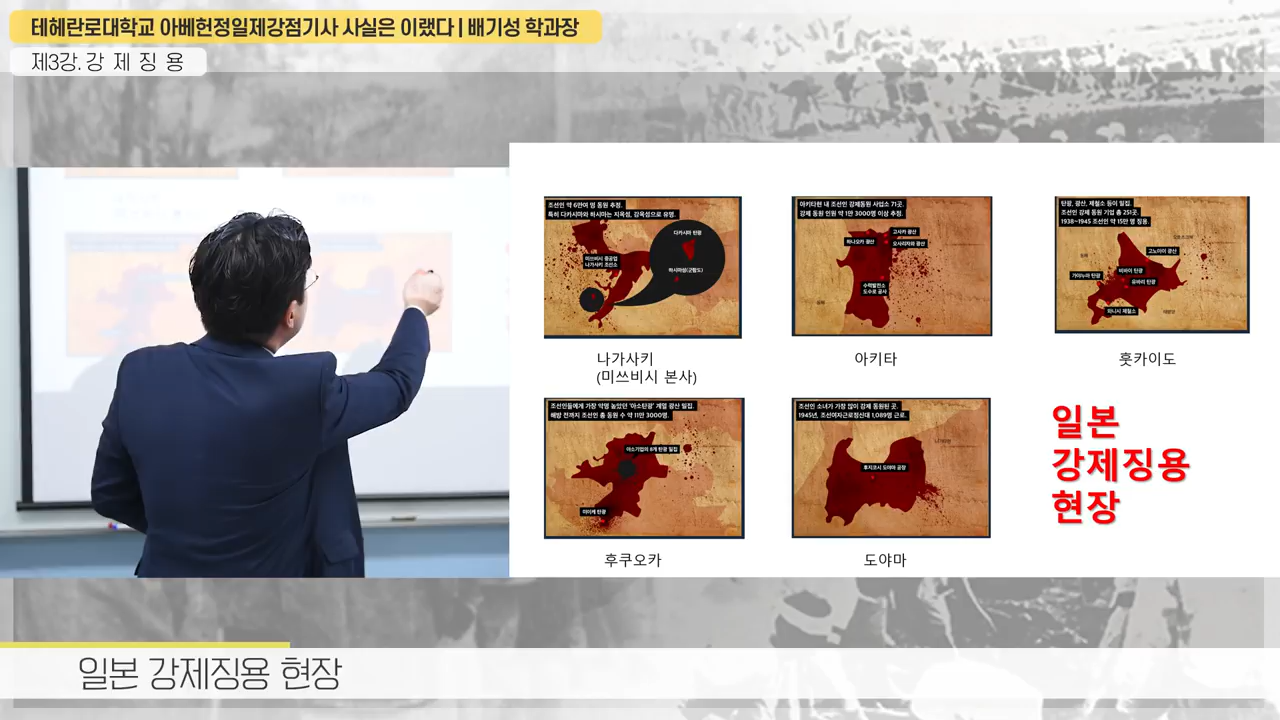 테헤란로대학교 아베헌정일제강점기사 사실은 이랬다 | 배기성 학과장
제3강. 강 제 징 용
조선인 약 6만여 명 동원 추정.
특히 다카시마와 하시마는 지옥섬, 감옥섬으로 유명.
다카시마 탄광
미쓰비시 중공업
나가사키 조선소
하시마섬(군함도)
나가사키
(미쓰비시 본사)
아키타현 내 조선인 강제동원 사업소 71곳.
강제 동원 인원 약 1만 3000명 이상 추정.
고사카 광산
하나오카 광산
오사리자와 광산
수력발전소
도수로 공사
동해
아키타
탄광, 광산, 제철소 등이 밀집.
조선인 강제 동원 기업 총 251곳.
1938~1945 조선인 약 15만 명 징용.
고노마이 광산
비바이 탄광
가야누마 탄광
유바리 탄광
와니시 제철소
태평양
홋카이도
조선인들에게 가장 악명 높았던 '아소탄광' 계열 광산 밀집.
해방 전까지 조선인 총 동원 수 약 11만 3000명.
아소기업의 8개 탄광 밀집
미이케 탄광
후쿠오카
조선인 소녀가 가장 많이 강제 동원된 곳.
1945년, 조선여자근로정신대 1,089명 근로.
후지코시 도야마 공장
도야마
일본
강제징용
현장
일본 강제징용 현장